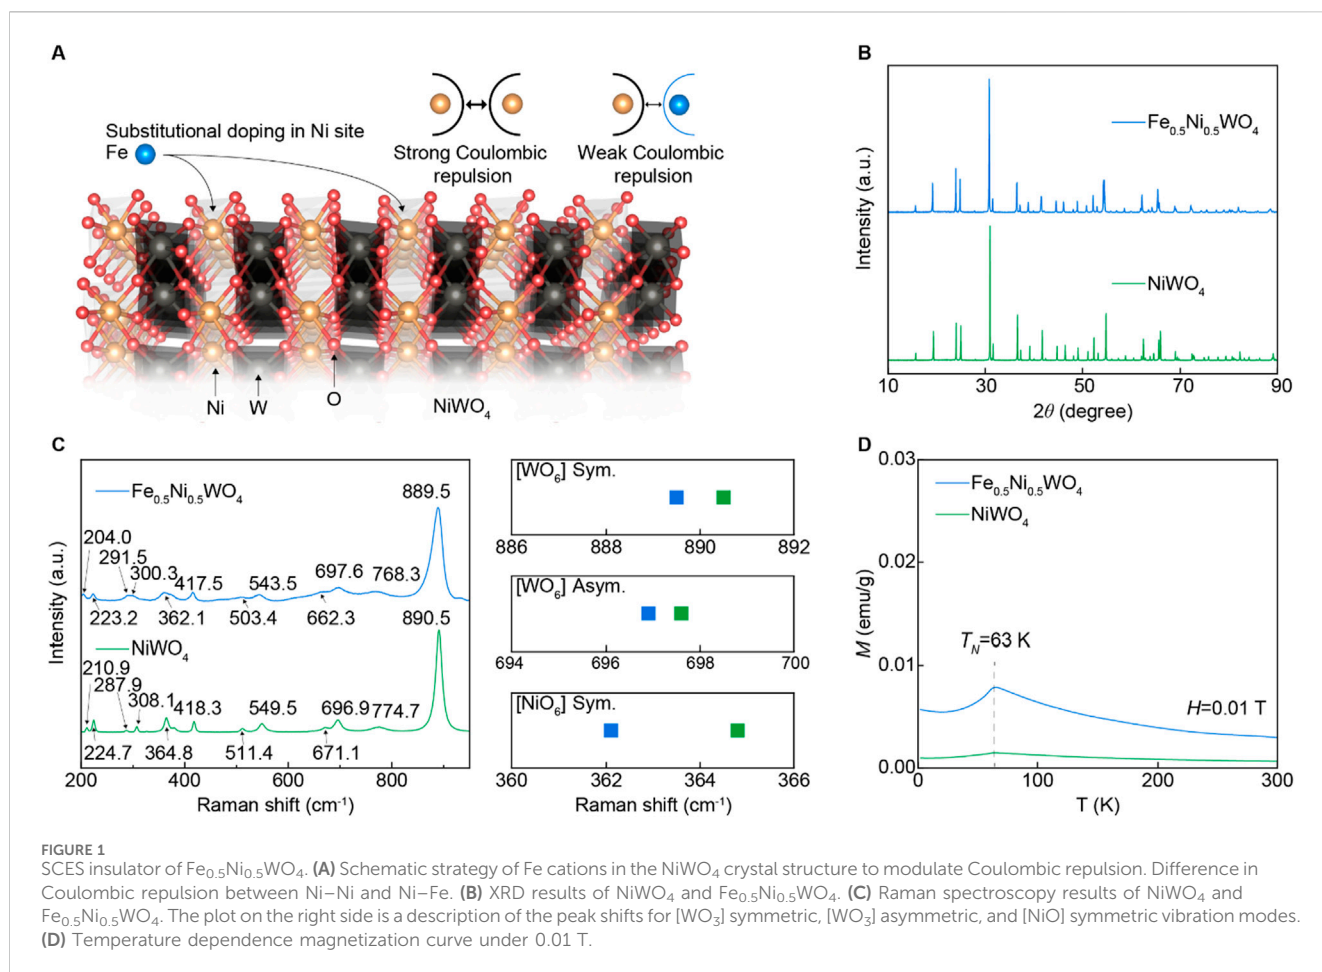 A
Substitutional doping in Ni site
Fe
Strong Coulombic
repulsion
Weak Coulombic
repulsion
Ni
W
O
NiWO4
B
Intensity (a.u.)
Fe0.5Ni0.5WO4
NiWO4
10 30 50 70 90
2θ (degree)
C
Intensity (a.u.)
Fe0.5Ni0.5WO4
889.5
204.0
291.5
300.3
417.5
543.5
697.6
768.3
223.2
362.1
503.4
662.3
NiWO4
890.5
210.9
287.9
308.1
418.3
549.5
696.9
774.7
224.7
364.8
511.4
671.1
200 400 600 800
Raman shift (cm-1)
[WO6] Sym.
886 888 890 892
[WO6] Asym.
694 696 698 700
[NiO6] Sym.
360 362 364 366
Raman shift (cm-1)
D
M (emu/g)
0.03
0.02
0.01
0.00
Fe0.5Ni0.5WO4
NiWO4
TN=63 K
H=0.01 T
0 100 200 300
T (K)
FIGURE 1
SCES insulator of Fe0.5Ni0.5WO4. (A) Schematic strategy of Fe cations in the NiWO4 crystal structure to modulate Coulombic repulsion. Difference in
Coulombic repulsion between Ni–Ni and Ni–Fe. (B) XRD results of NiWO4 and Fe0.5Ni0.5WO4. (C) Raman spectroscopy results of NiWO4 and
Fe0.5Ni0.5WO4. The plot on the right side is a description of the peak shifts for [WO3] symmetric, [WO3] asymmetric, and [NiO] symmetric vibration modes.
(D) Temperature dependence magnetization curve under 0.01 T.